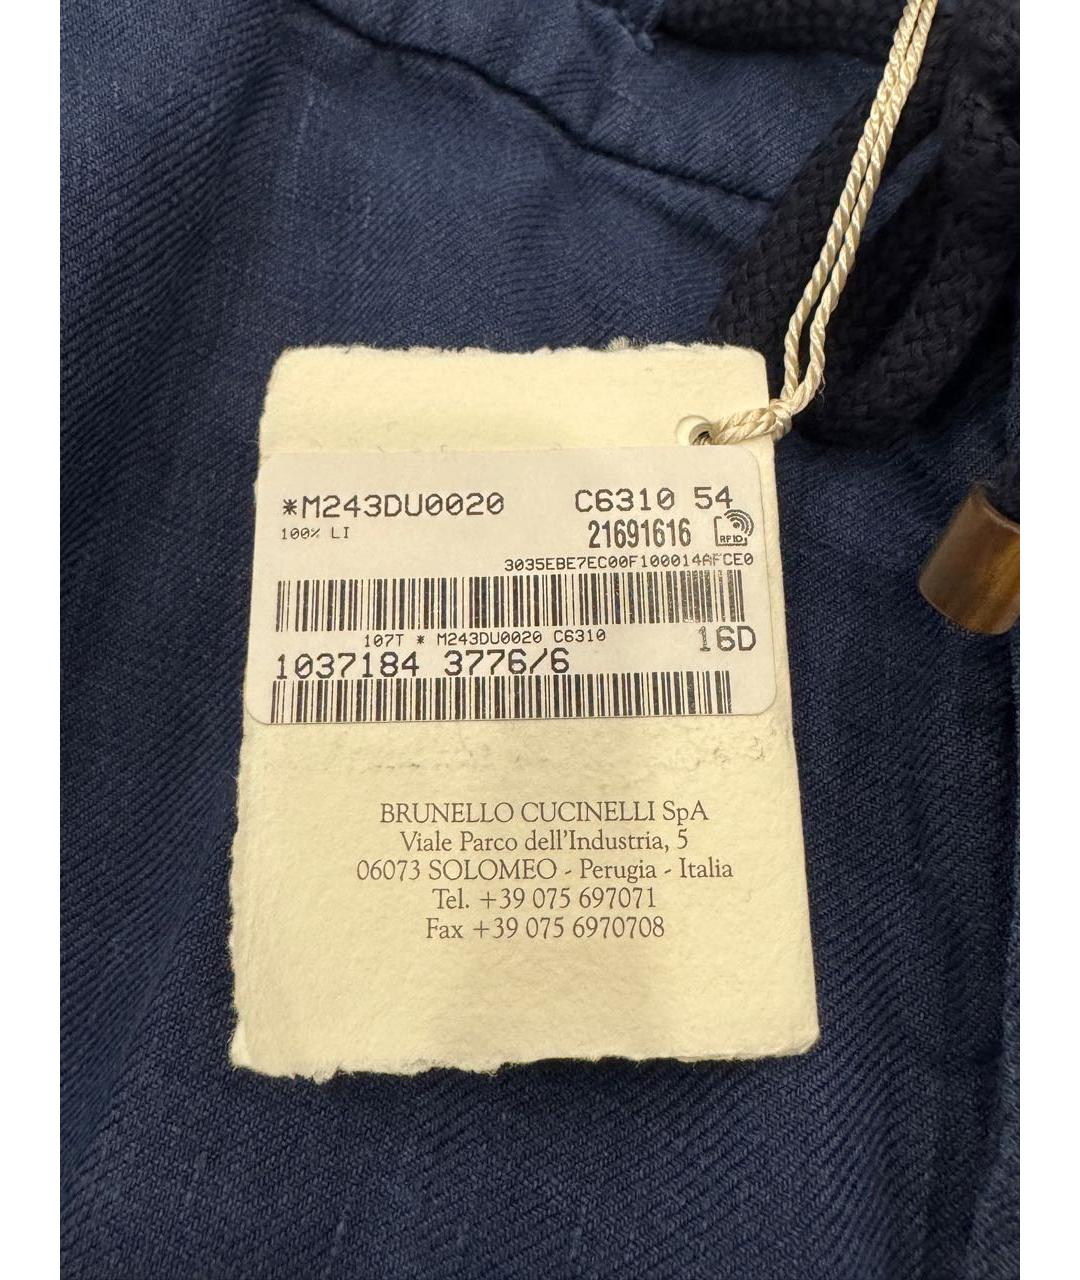 *M243DU0020 C6310 54
100% LI 21691616
RFID
3035EBE7EC00F100014AFCE0
107T * M243DU0020 C6310 16D
1037184 3776/6
BRUNELLO CUCINELLI SpA
Viale Parco dell'Industria, 5
06073 SOLOMEO - Perugia - Italia
Tel. +39 075 697071
Fax +39 075 6970708